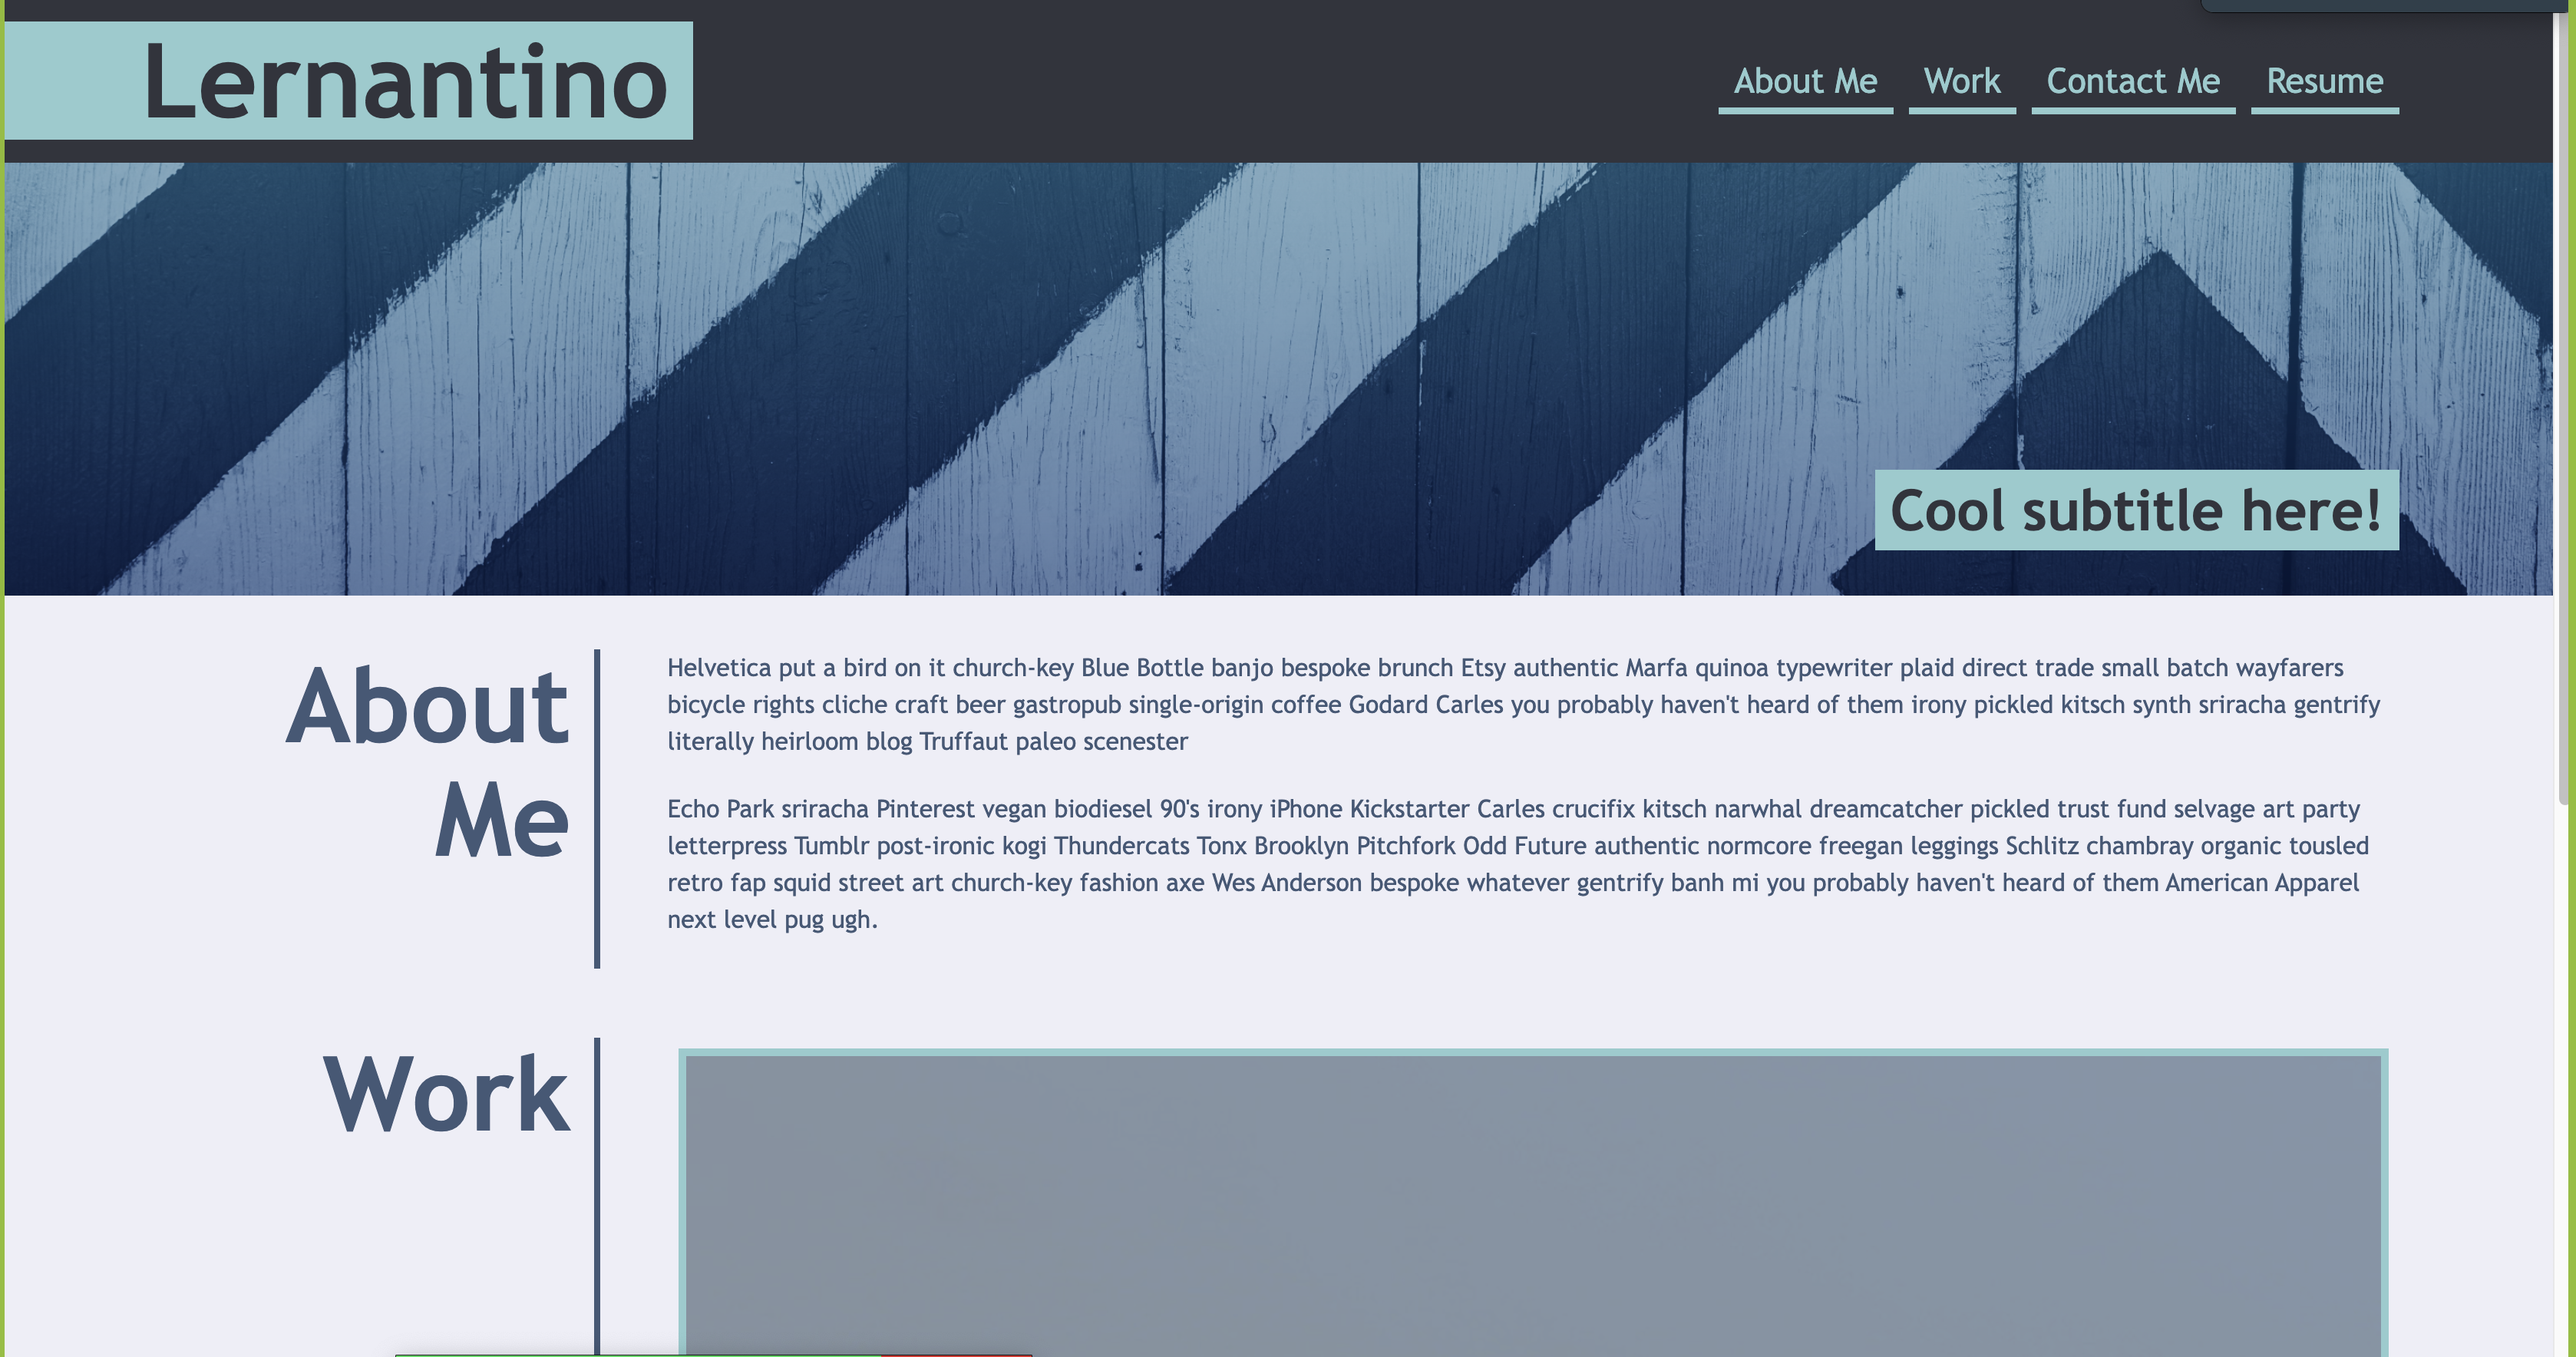 Lernantino
About Me Work Contact Me Resume
Cool subtitle here!
About
Me
Helvetica put a bird on it church-key Blue Bottle banjo bespoke brunch Etsy authentic Marfa quinoa typewriter plaid direct trade small batch wayfarers
bicycle rights cliche craft beer gastropub single-origin coffee Godard Carles you probably haven't heard of them irony pickled kitsch synth sriracha gentrify
literally heirloom blog Truffaut paleo scenester
Echo Park sriracha Pinterest vegan biodiesel 90's irony iPhone Kickstarter Carles crucifix kitsch narwhal dreamcatcher pickled trust fund selvage art party
letterpress Tumblr post-ironic kogi Thundercats Tonx Brooklyn Pitchfork Odd Future authentic normcore freegan leggings Schlitz chambray organic tousled
retro fap squid street art church-key fashion axe Wes Anderson bespoke whatever gentrify banh mi you probably haven't heard of them American Apparel
next level pug ugh.
Work